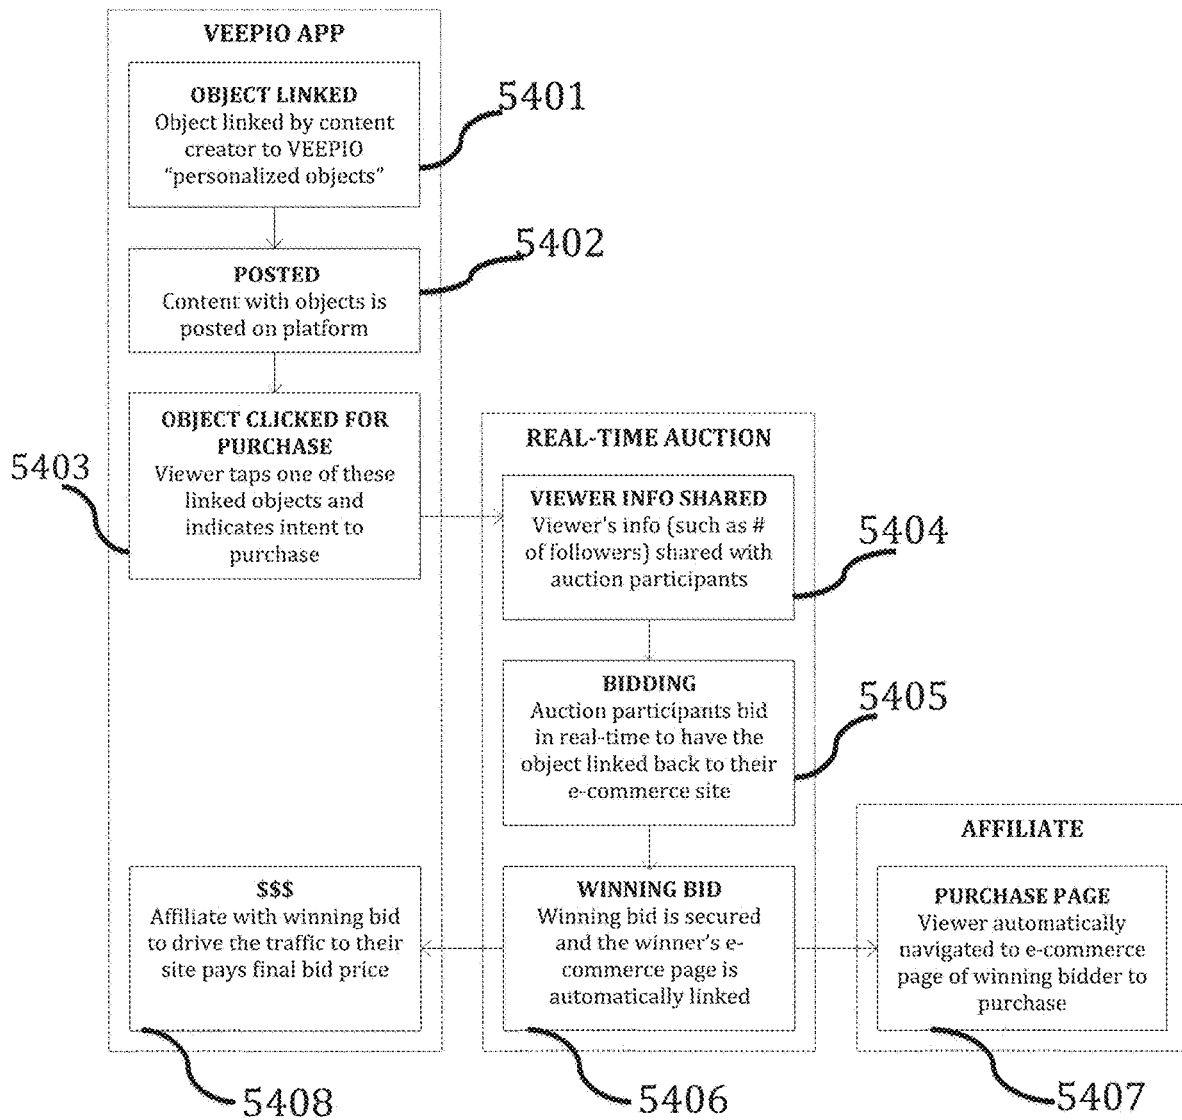 VEEPIO APP
OBJECT LINKED
Object linked by content
creator to VEEPIO
“personalized objects”
5401
POSTED
Content with objects is
posted on platform
5402
OBJECT CLICKED FOR
PURCHASE
Viewer taps one of these
linked objects and
indicates intent to
purchase
5403
REAL-TIME AUCTION
VIEWER INFO SHARED
Viewer's info (such as #
of followers) shared with
auction participants
5404
BIDDING
Auction participants bid
in real-time to have the
object linked back to their
e-commerce site
5405
WINNING BID
Winning bid is secured
and the winner's e-
commerce page is
automatically linked
5406
AFFILIATE
PURCHASE PAGE
Viewer automatically
navigated to e-commerce
page of winning bidder to
purchase
5407
$$$
Affiliate with winning bid
to drive the traffic to their
site pays final bid price
5408